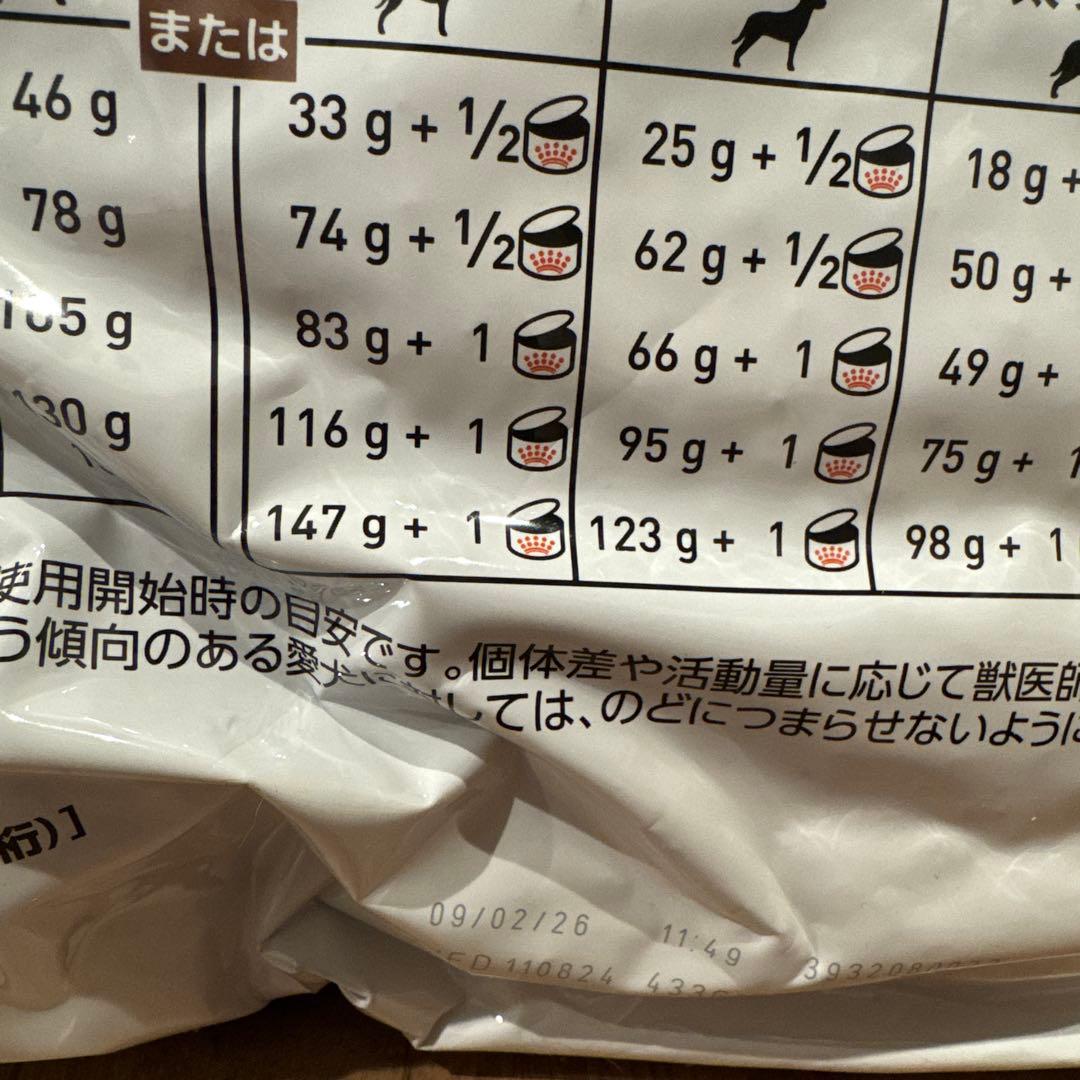 または
46 g 33 g + 1/2 25 g + 1/2 18 g +
78 g 74 g + 1/2 62 g + 1/2 50 g +
105 g 83 g + 1 66 g + 1 49 g +
130 g 116 g + 1 95 g + 1 75 g + 1
147 g + 1 123 g + 1 98 g + 1
使用開始時の目安です。個体差や活動量に応じて獣医師
う傾向のある愛犬に対しては、のどにつまらせないように
桁)]
09/02/26 11:49
110824